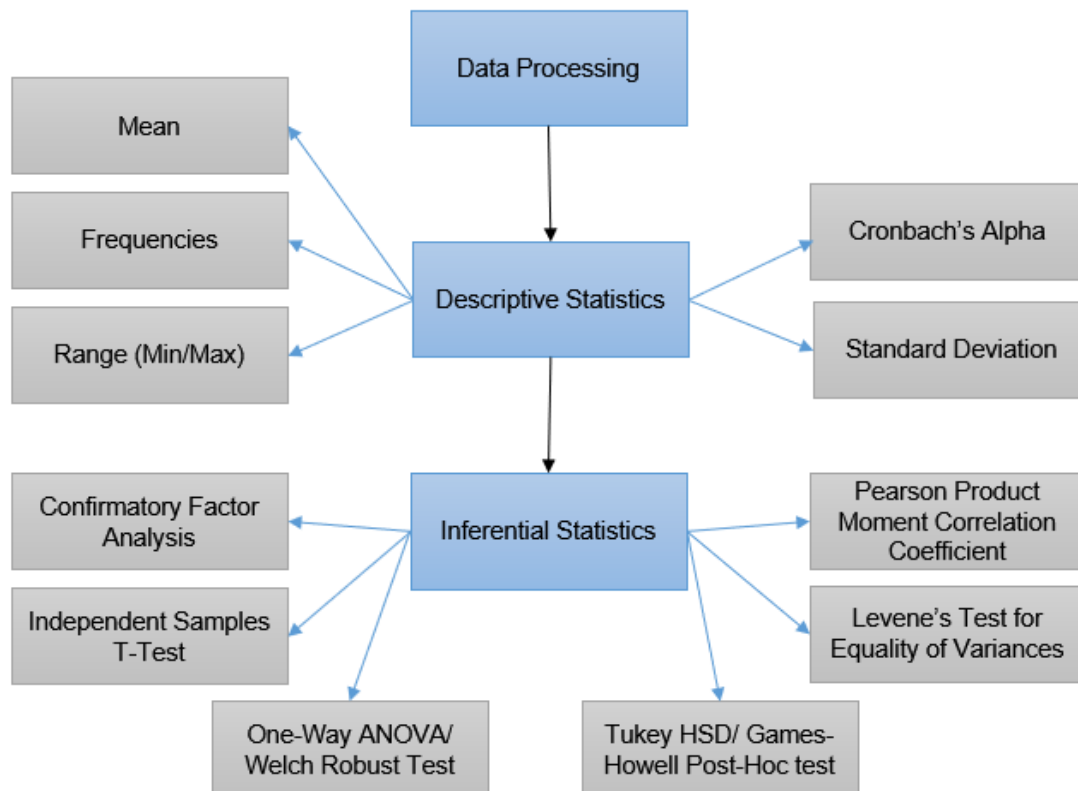 Data Processing
Mean
Frequencies
Range (Min/Max)
Descriptive Statistics
Cronbach’s Alpha
Standard Deviation
Inferential Statistics
Confirmatory Factor
Analysis
Independent Samples
T-Test
One-Way ANOVA/
Welch Robust Test
Tukey HSD/ Games-
Howell Post-Hoc test
Pearson Product
Moment Correlation
Coefficient
Levene’s Test for
Equality of Variances